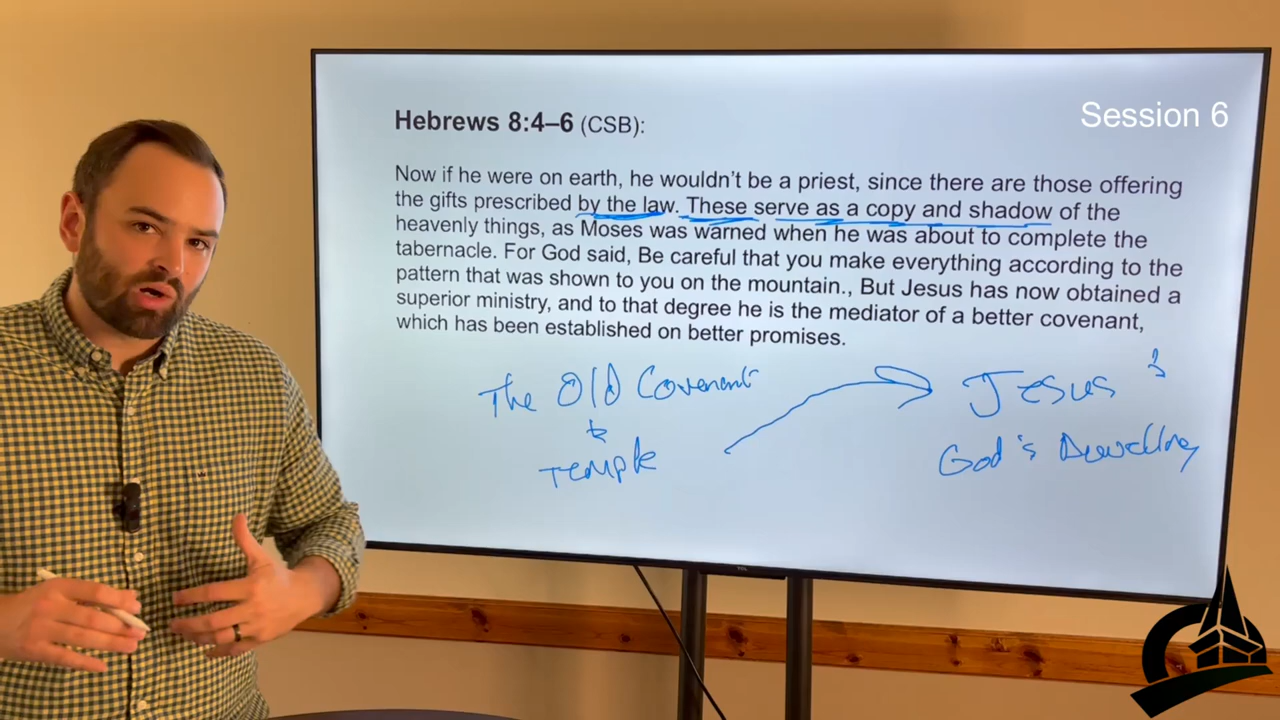 Session 6
Hebrews 8:4–6 (CSB):
Now if he were on earth, he wouldn't be a priest, since there are those offering
the gifts prescribed by the law. These serve as a copy and shadow of the
heavenly things, as Moses was warned when he was about to complete the
tabernacle. For God said, Be careful that you make everything according to the
pattern that was shown to you on the mountain., But Jesus has now obtained a
superior ministry, and to that degree he is the mediator of a better covenant,
which has been established on better promises.
The Old Covenant
&
Temple
Jesus &
God's Dwelling
TCL